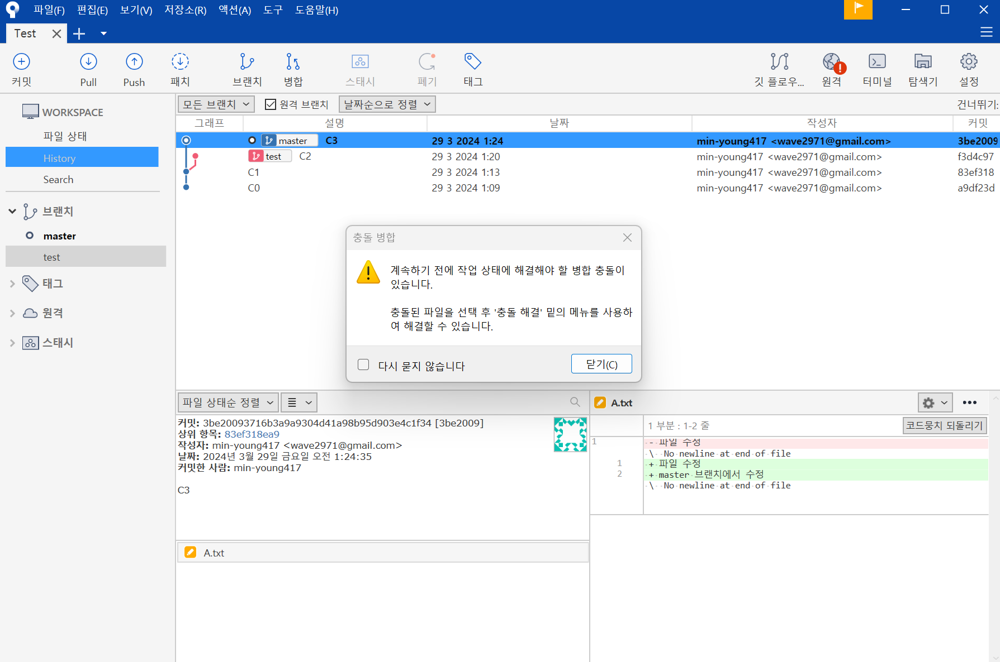 파일(F) 편집(E) 보기(V) 저장소(R) 액션(A) 도구 도움말(H)
Test
커밋 Pull Push 패치 브랜치 병합 스태시 폐기 태그 깃 플로우... 원격 터미널 탐색기 설정
WORKSPACE
파일 상태
History
Search
브랜치
master
test
태그
원격
스태시
모든 브랜치 원격 브랜치 날짜순으로 정렬 건너뛰기:
그래프 설명 날짜 작성자 커밋
master C3 29 3 2024 1:24 min-young417 <wave2971@gmail.com> 3be2009
test C2 29 3 2024 1:20 min-young417 <wave2971@gmail.com> f3d4c97
C1 29 3 2024 1:13 min-young417 <wave2971@gmail.com> 83ef318
C0 29 3 2024 1:09 min-young417 <wave2971@gmail.com> a9df23d
충돌 병합
계속하기 전에 작업 상태에 해결해야 할 병합 충돌이
있습니다.
충돌된 파일을 선택 후 '충돌 해결' 밑의 메뉴를 사용하
여 해결할 수 있습니다.
다시 묻지 않습니다 닫기(C)
파일 상태순 정렬
커밋: 3be20093716b3a9a9304d41a98b95d903e4c1f34 [3be2009]
상위 항목: 83ef318ea9
작성자: min-young417 <wave2971@gmail.com>
날짜: 2024년 3월 29일 금요일 오전 1:24:35
커밋한 사람: min-young417
C3
A.txt
A.txt
1 부분 : 1-2 줄 코드뭉치 되돌리기
1 - 파일 수정
\ No newline at end of file
1 + 파일 수정
2 + master 브랜치에서 수정
\ No newline at end of file